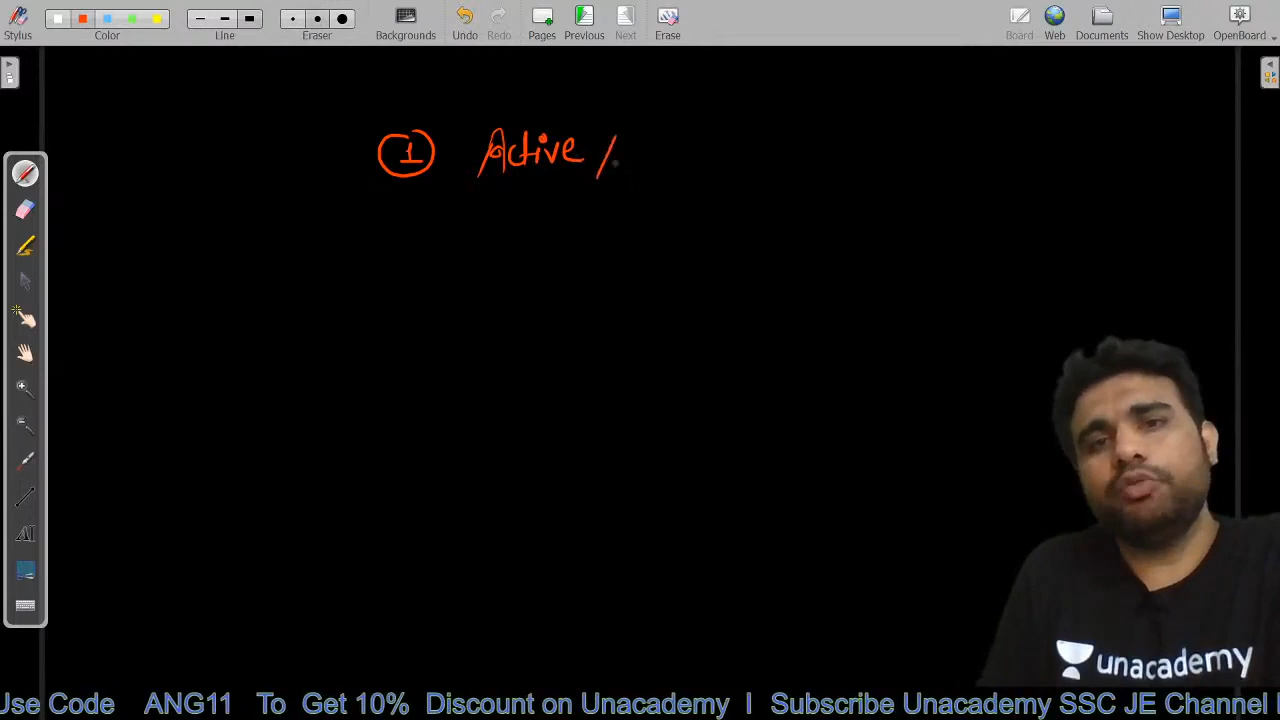 Stylus Color Line Eraser Backgrounds Undo Redo Pages Previous Next Erase Board Web Documents Show Desktop OpenBoard
1 Active /
AI
unacademy
Use Code ANG11 To Get 10% Discount on Unacademy I Subscribe Unacademy SSC JE Channel